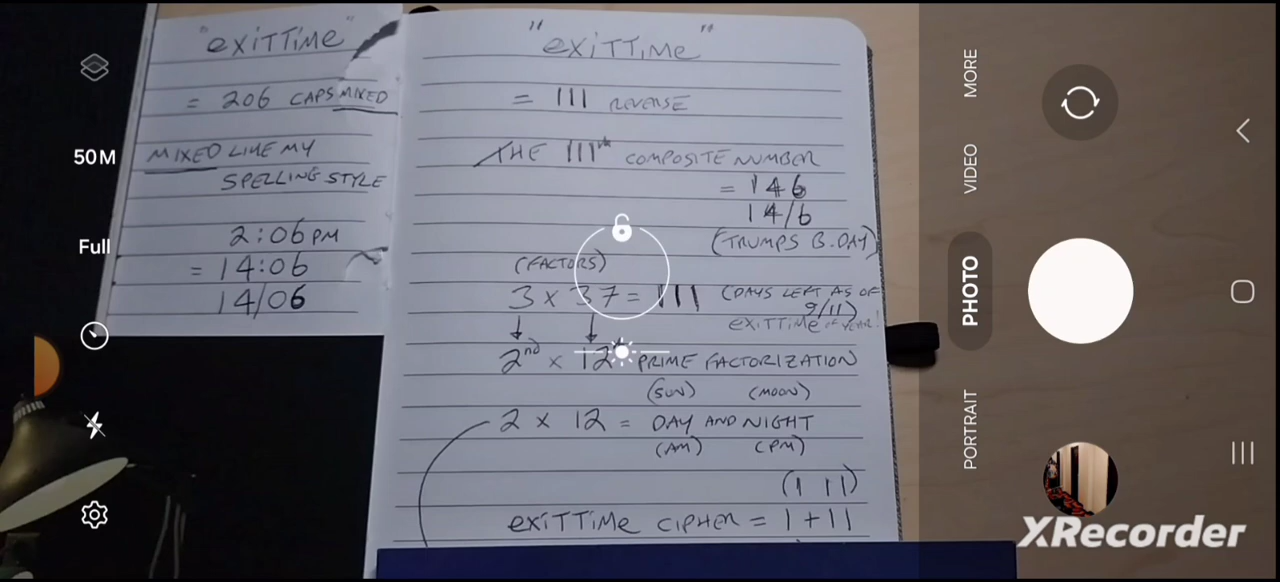 "exiTTiMe"
= 206 CAPS MIXED
MIXED LIKE MY
SPELLING STYLE
2:06PM
= 14:06
14/06
"exiTTiMe"
= 111 REVERSE
THE 111th COMPOSITE NUMBER
= 146
14/6
(TRUMPS B.DAY)
(FACTORS)
3 x 37 = 111 (DAYS LEFT AS OF
9/11)
exiTTiMe OF YEAR!
2nd x 12th PRIME FACTORIZATION
(SUN) (MOON)
2 x 12 = DAY AND NIGHT
(AM) (PM)
(1 11)
exiTTiMe CIPHER = 1 + 11
50M
Full
MORE
VIDEO
PHOTO
PORTRAIT
XRecorder